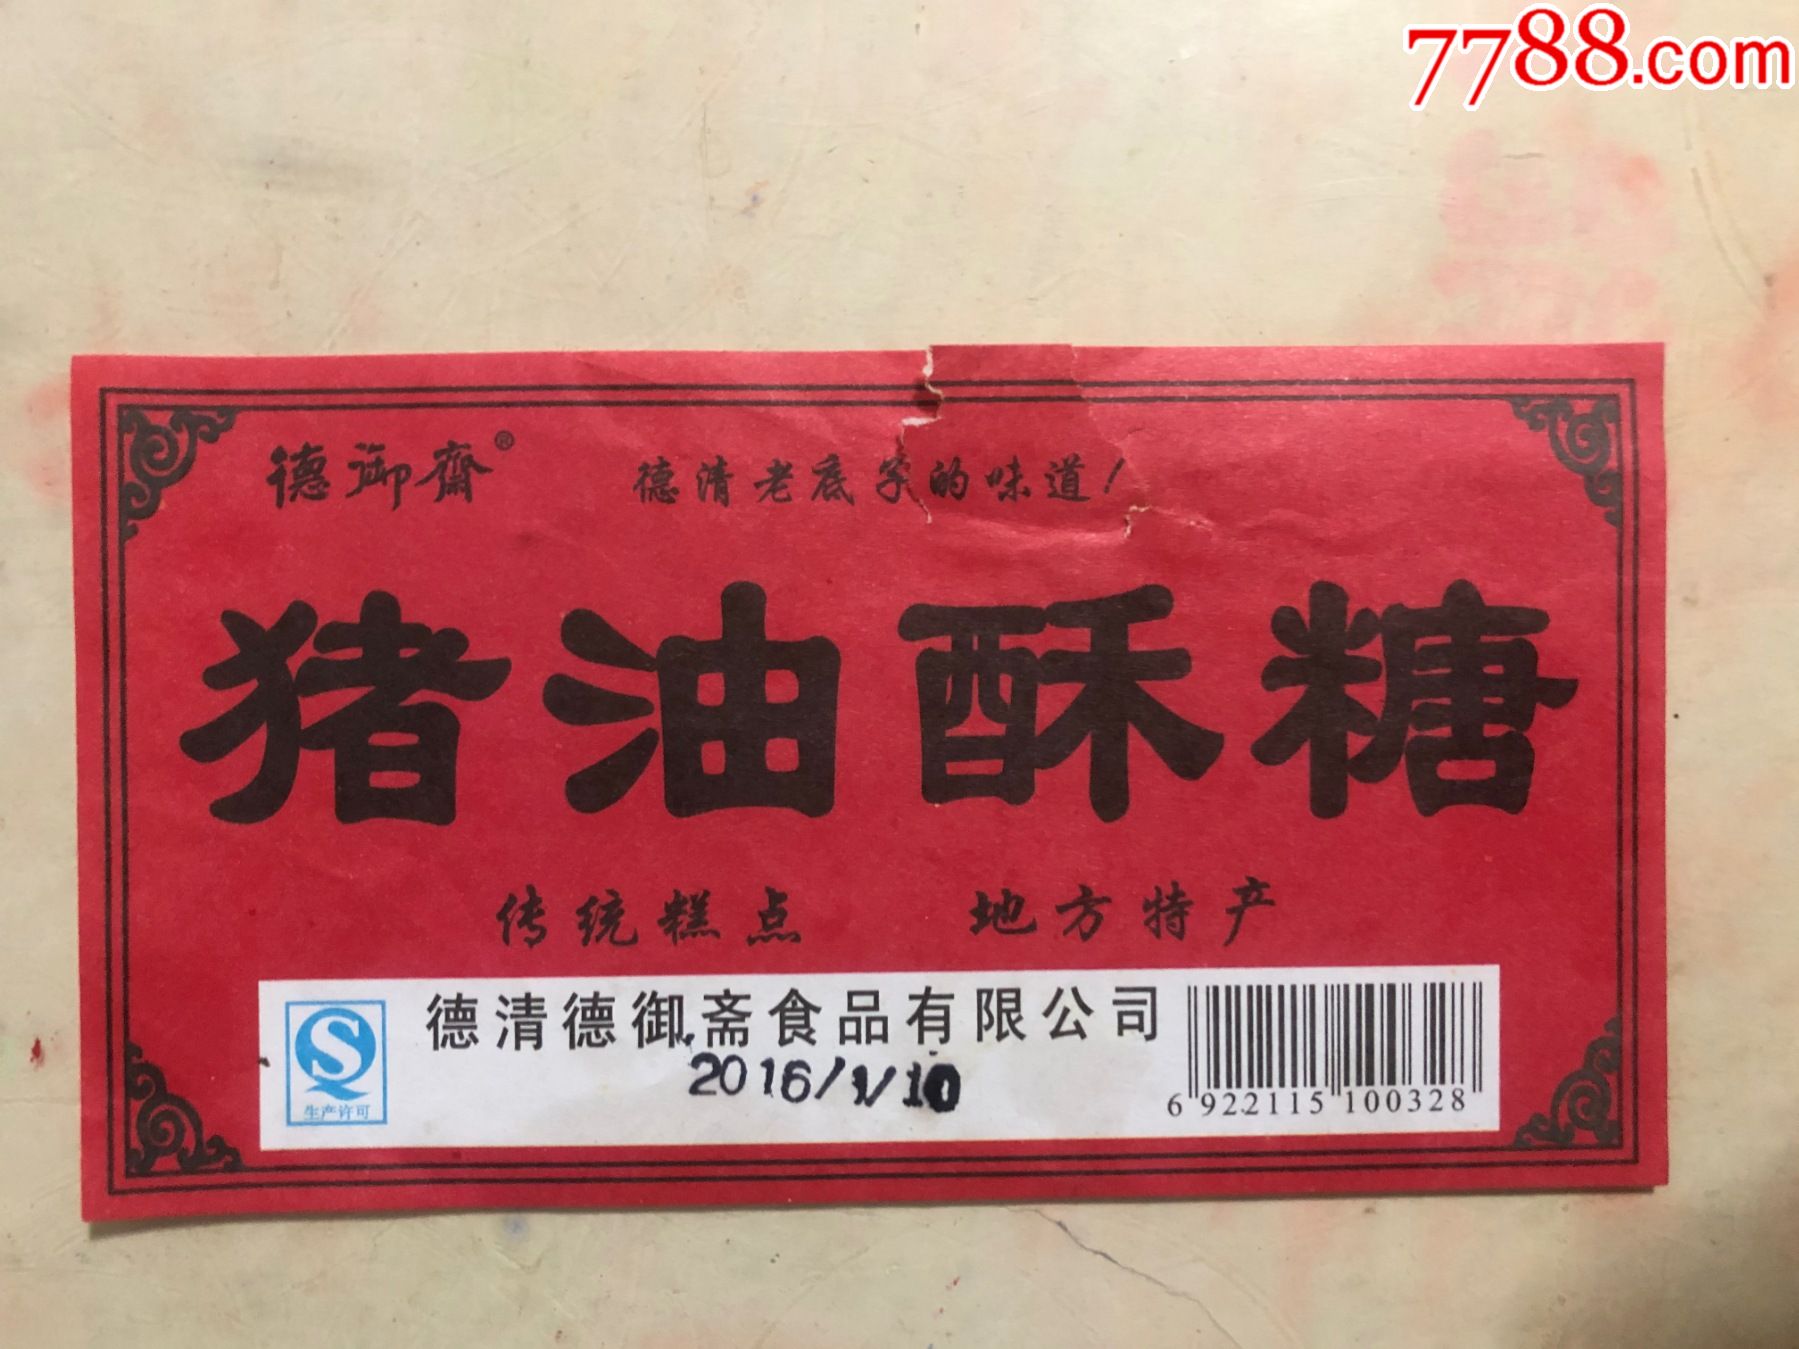 7788.com
德御齋®
德清老底子的味道！
猪油酥糖
传统糕点 地方特产
德清德御斋食品有限公司
2016/1/10
生产许可
6 922115 100328